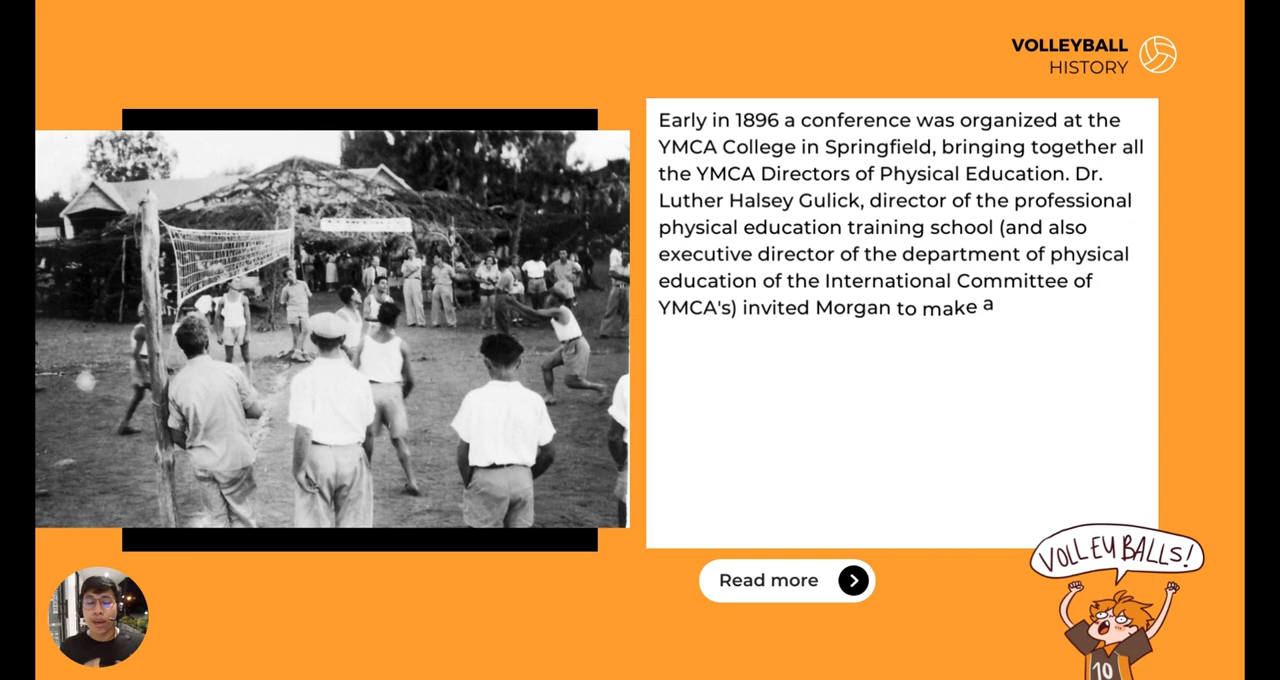 VOLLEYBALL
HISTORY
Early in 1896 a conference was organized at the
YMCA College in Springfield, bringing together all
the YMCA Directors of Physical Education. Dr.
Luther Halsey Gulick, director of the professional
physical education training school (and also
executive director of the department of physical
education of the International Committee of
YMCA's) invited Morgan to make a
Read more
VOLLEYBALLS!
10